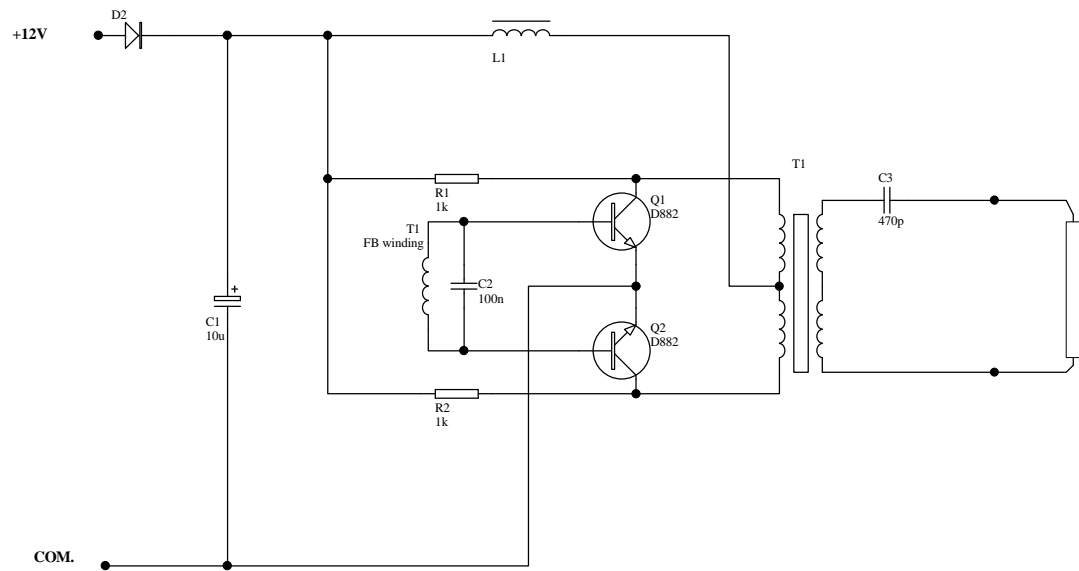 D2
+12V
L1
T1
C3
470p
R1
1k
Q1
D882
T1
FB winding
C2
100n
+
C1
10u
Q2
D882
R2
1k
COM.